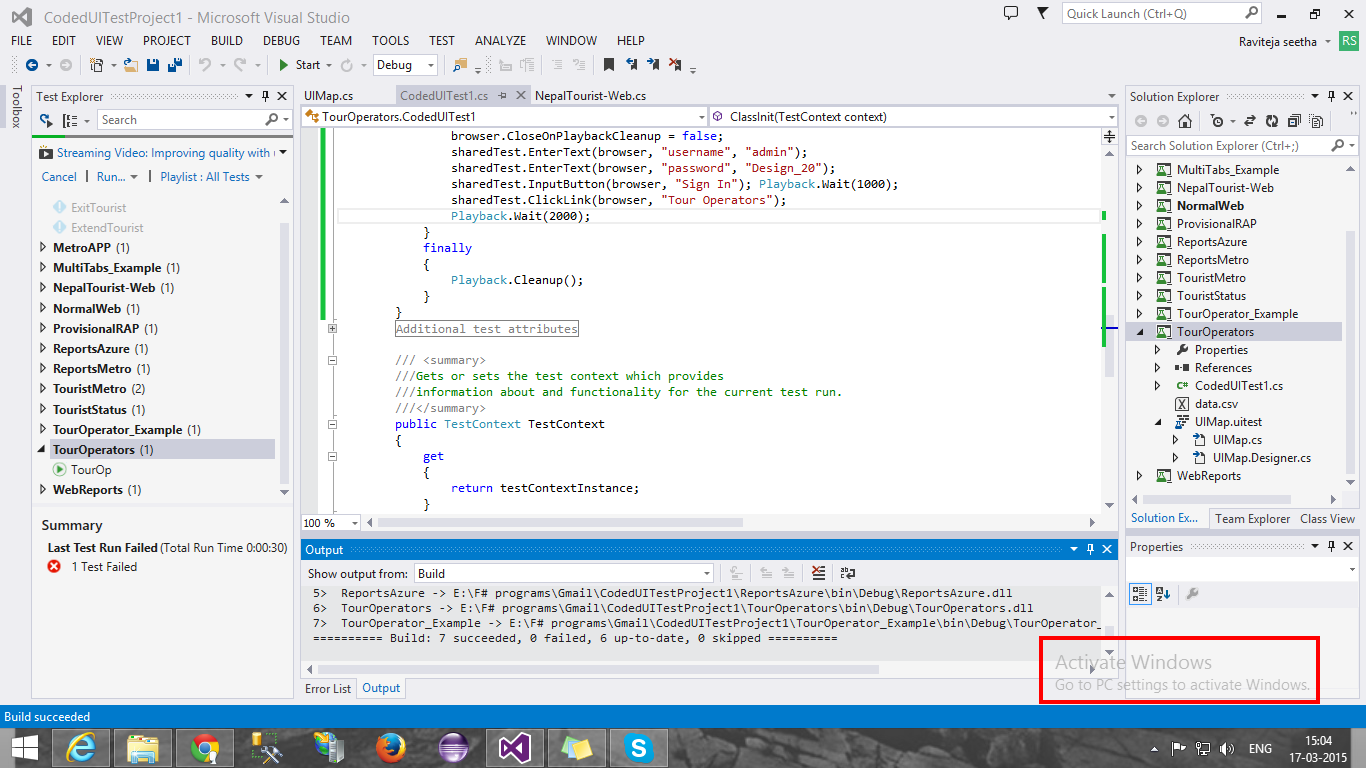 CodedUITestProject1 - Microsoft Visual Studio
Quick Launch (Ctrl+Q)
FILE EDIT VIEW PROJECT BUILD DEBUG TEAM TOOLS TEST ANALYZE WINDOW HELP
Raviteja seetha RS
Start Debug
Toolbox
Test Explorer
Search
Streaming Video: Improving quality with
Cancel Run... Playlist : All Tests
ExitTourist
ExtendTourist
MetroAPP (1)
MultiTabs_Example (1)
NepalTourist-Web (1)
NormalWeb (1)
ProvisionalRAP (1)
ReportsAzure (1)
ReportsMetro (1)
TouristMetro (2)
TouristStatus (1)
TourOperator_Example (1)
TourOperators (1)
TourOp
WebReports (1)
Summary
Last Test Run Failed (Total Run Time 0:00:30)
1 Test Failed
UIMap.cs CodedUITest1.cs NepalTourist-Web.cs
TourOperators.CodedUITest1 ClassInit(TestContext context)
browser.CloseOnPlaybackCleanup = false;
sharedTest.EnterText(browser, "username", "admin");
sharedTest.EnterText(browser, "password", "Design_20");
sharedTest.InputButton(browser, "Sign In"); Playback.Wait(1000);
sharedTest.ClickLink(browser, "Tour Operators");
Playback.Wait(2000);
}
finally
{
Playback.Cleanup();
}
}
Additional test attributes
/// <summary>
///Gets or sets the test context which provides
///information about and functionality for the current test run.
///</summary>
public TestContext TestContext
{
get
{
return testContextInstance;
}
100 %
Output
Show output from: Build
5> ReportsAzure -> E:\F# programs\Gmail\CodedUITestProject1\ReportsAzure\bin\Debug\ReportsAzure.dll
6> TourOperators -> E:\F# programs\Gmail\CodedUITestProject1\TourOperators\bin\Debug\TourOperators.dll
7> TourOperator_Example -> E:\F# programs\Gmail\CodedUITestProject1\TourOperator_Example\bin\Debug\TourOperator_
========== Build: 7 succeeded, 0 failed, 6 up-to-date, 0 skipped ==========
Error List Output
Solution Explorer
Search Solution Explorer (Ctrl+;)
MultiTabs_Example
NepalTourist-Web
NormalWeb
ProvisionalRAP
ReportsAzure
ReportsMetro
TouristMetro
TouristStatus
TourOperator_Example
TourOperators
Properties
References
CodedUITest1.cs
data.csv
UIMap.uitest
UIMap.cs
UIMap.Designer.cs
WebReports
Solution Ex... Team Explorer Class View
Properties
Activate Windows
Go to PC settings to activate Windows.
Build succeeded
ENG
15:04
17-03-2015